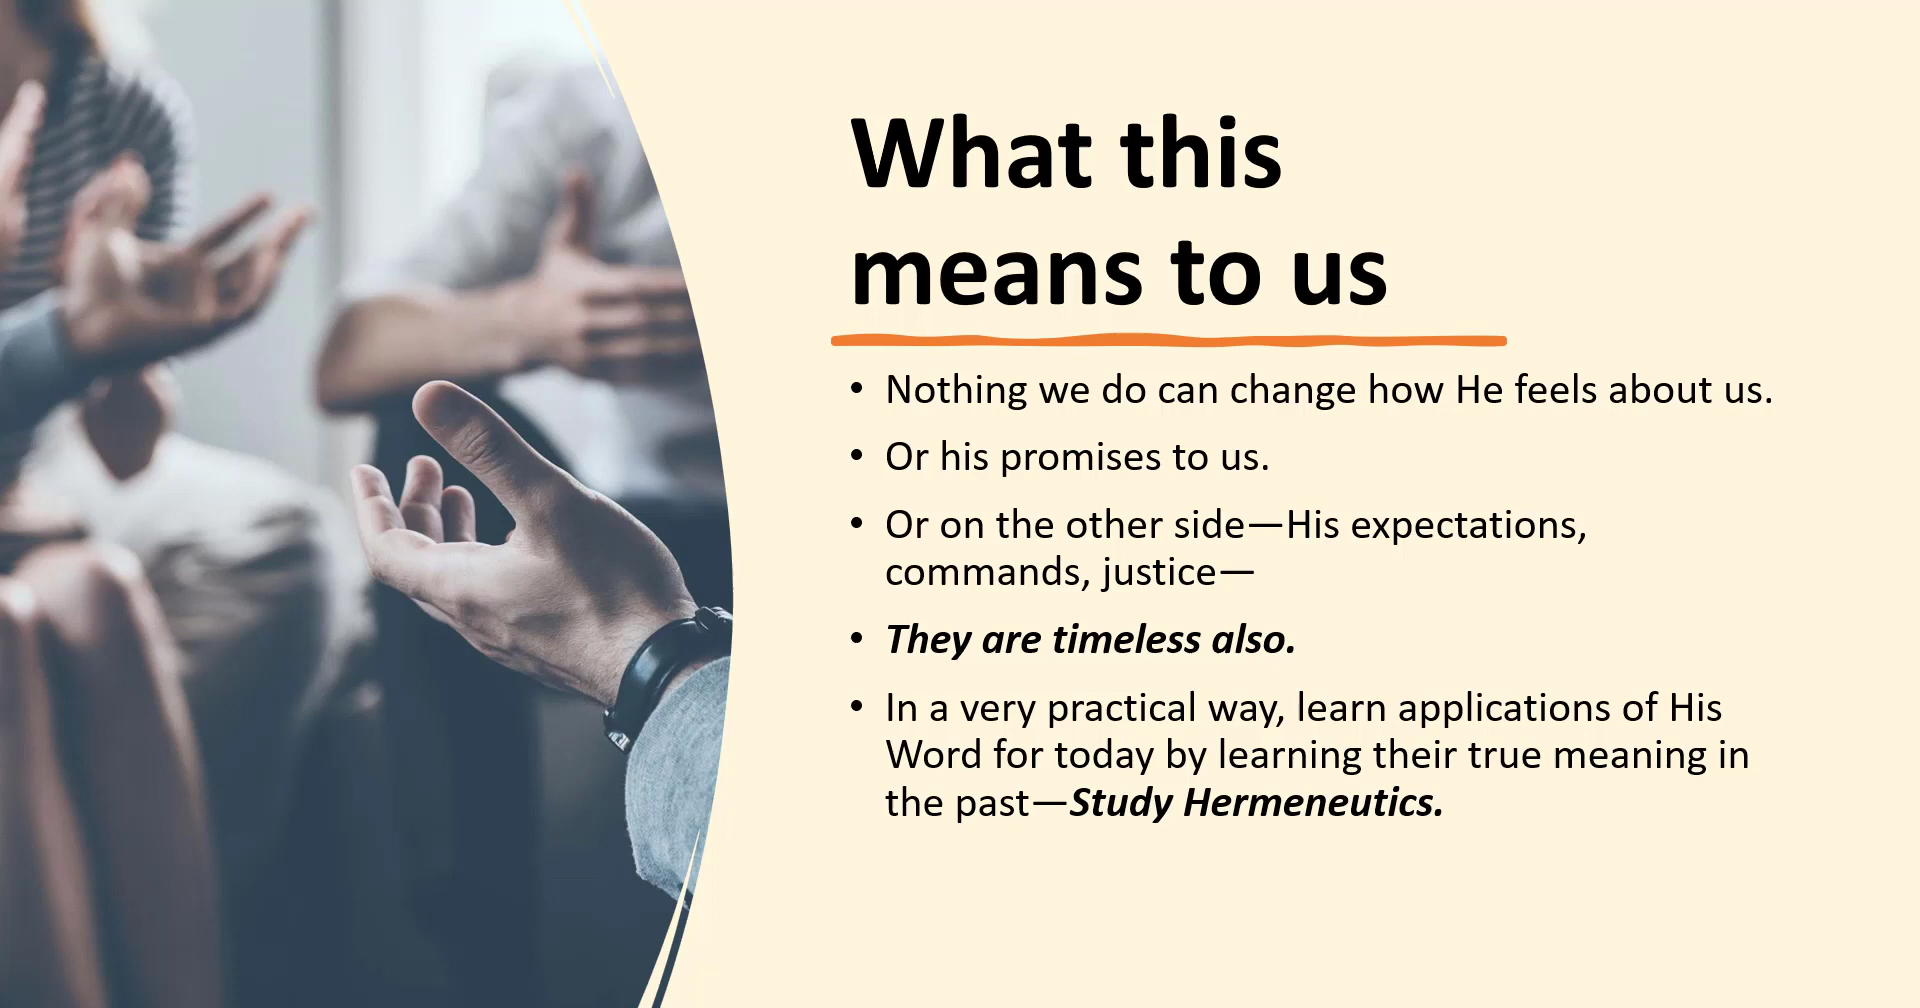 What this
means to us
• Nothing we do can change how He feels about us.
• Or his promises to us.
• Or on the other side—His expectations,
commands, justice—
• They are timeless also.
• In a very practical way, learn applications of His
Word for today by learning their true meaning in
the past—Study Hermeneutics.